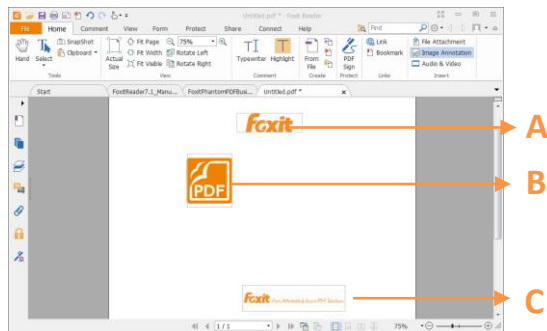 Untitled.pdf * - Foxit Reader
File Home Comment View Form Protect Share Connect Help Find
Hand
Select
SnapShot
Clipboard
Tools
Actual Size
Fit Page
Fit Width
Fit Visible
75%
Rotate Left
Rotate Right
View
Typewriter
Highlight
Comment
From File
Create
PDF Sign
Protect
Link
Bookmark
Links
File Attachment
Image Annotation
Audio & Video
Insert
Start FoxitReader7.1_Manu... FoxitPhantomPDFBusi... Untitled.pdf * x
Foxit
A
PDF
B
Foxit
C
1 / 1 75%